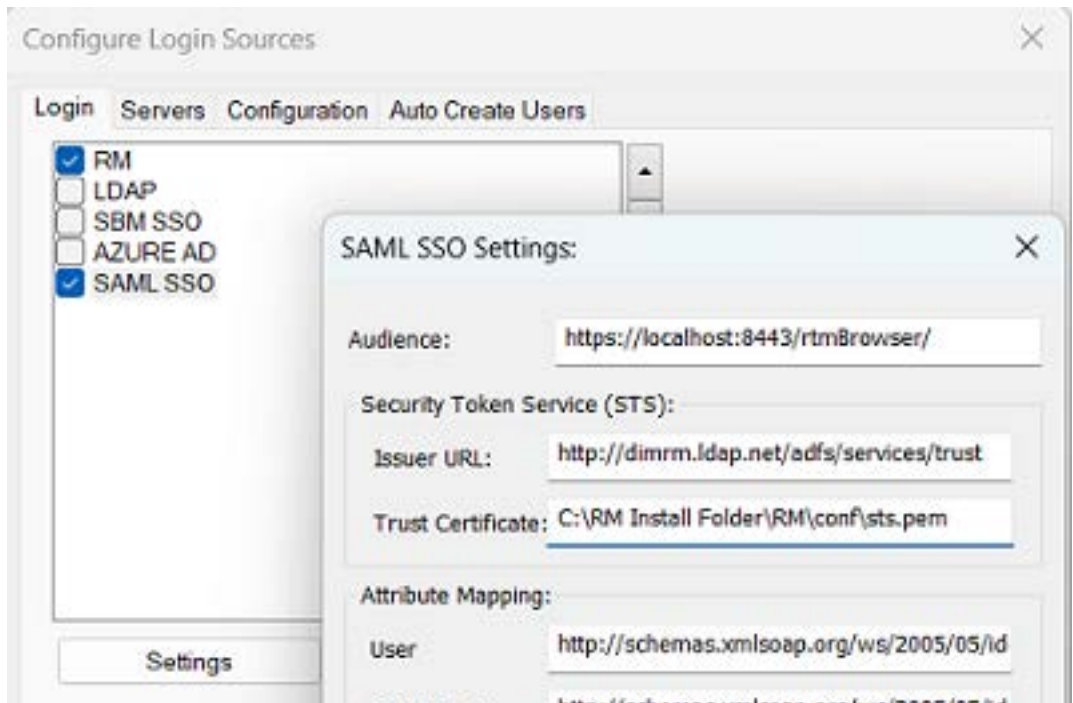 Configure Login Sources
Login Servers Configuration Auto Create Users
RM
LDAP
SBM SSO
AZURE AD
SAML SSO
SAML SSO Settings:
Audience: https://localhost:8443/rtmBrowser/
Security Token Service (STS):
Issuer URL: http://dimrm.ldap.net/adfs/services/trust
Trust Certificate: C:\RM Install Folder\RM\conf\sts.pem
Attribute Mapping:
User http://schemas.xmlsoap.org/ws/2005/05/id
Settings